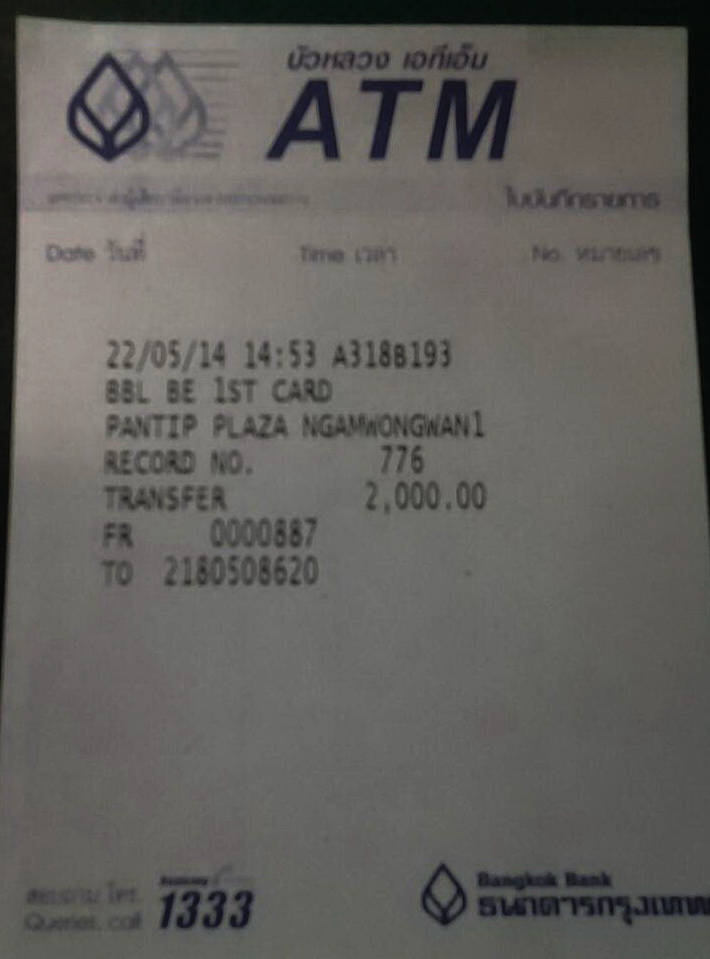 บัวหลวง เอทีเอ็ม
ATM
ใบบันทึกรายการ
Date วันที่ Time เวลา No. หมายเลข
22/05/14 14:53 A318B193
BBL BE 1ST CARD
PANTIP PLAZA NGAMWONGWAN1
RECORD NO. 776
TRANSFER 2,000.00
FR 0000887
TO 2180508620
สอบถาม โทร.
Queries, call
1333
Bangkok Bank
ธนาคารกรุงเทพ